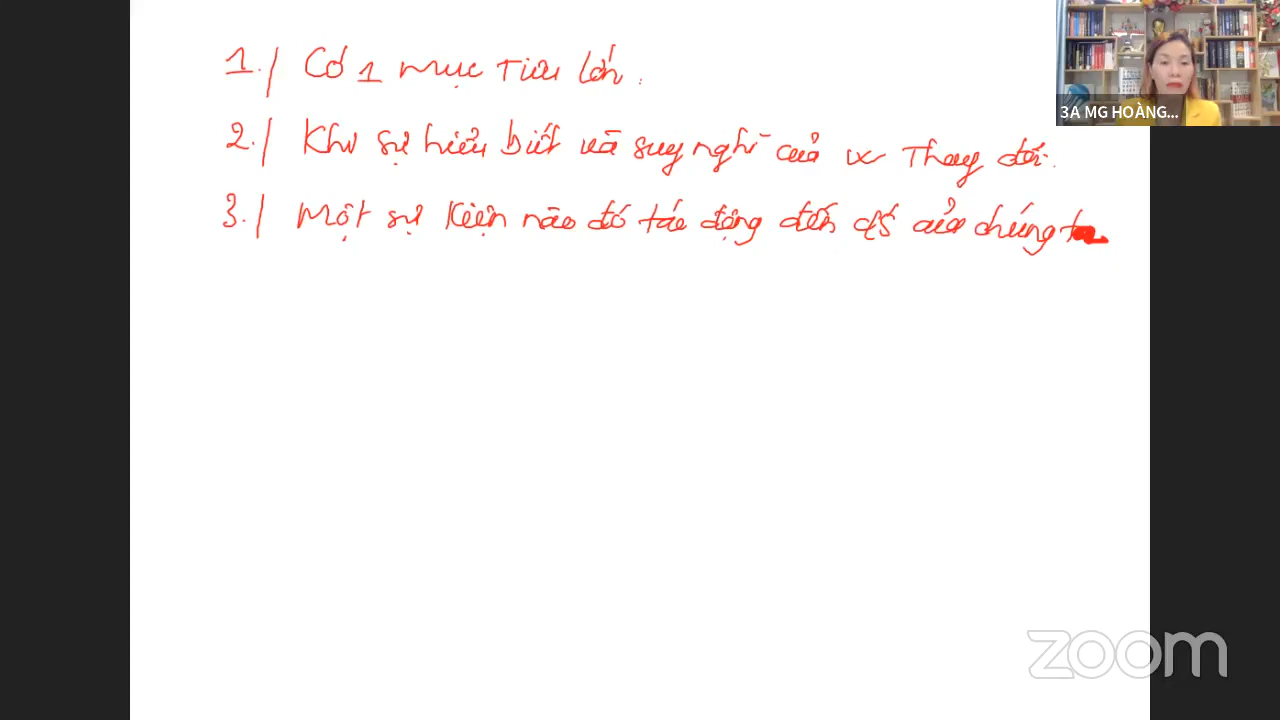 1./ Có 1 mục Tiêu lớn.
2./ Khi sự hiểu biết và suy nghĩ của Thay đổi.
3./ Một sự kiện nào đó tác động đến c/s của chúng ta
3A MG HOÀNG...
zoom